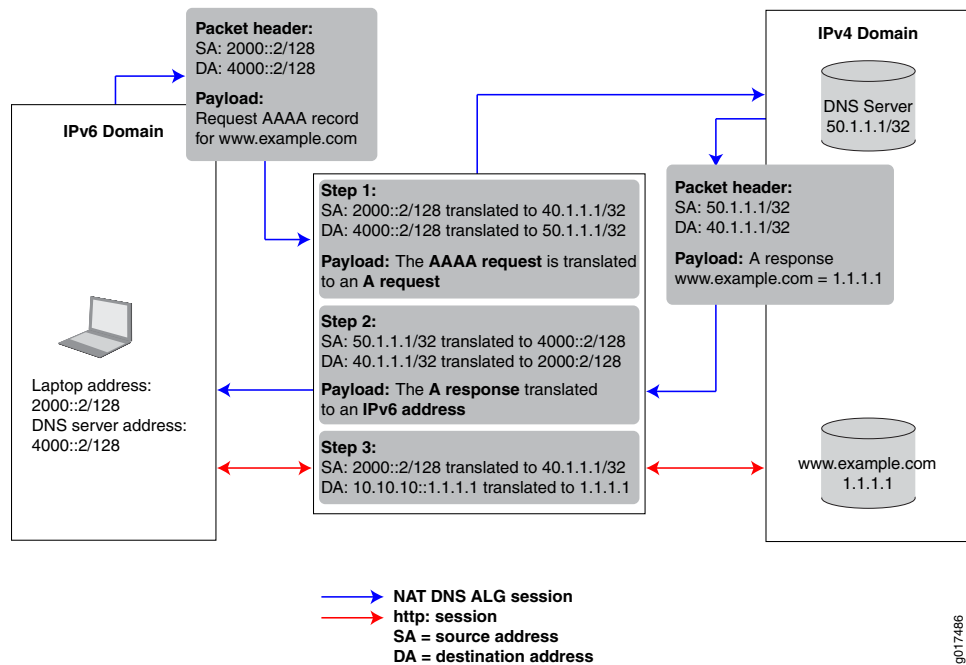 Packet header:
SA: 2000::2/128
DA: 4000::2/128
Payload:
Request AAAA record
for www.example.com
IPv6 Domain
Laptop address:
2000::2/128
DNS server address:
4000::2/128
Step 1:
SA: 2000::2/128 translated to 40.1.1.1/32
DA: 4000::2/128 translated to 50.1.1.1/32
Payload: The AAAA request is translated
to an A request
Step 2:
SA: 50.1.1.1/32 translated to 4000::2/128
DA: 40.1.1.1/32 translated to 2000:2/128
Payload: The A response translated
to an IPv6 address
Step 3:
SA: 2000::2/128 translated to 40.1.1.1/32
DA: 10.10.10::1.1.1.1 translated to 1.1.1.1
IPv4 Domain
DNS Server
50.1.1.1/32
Packet header:
SA: 50.1.1.1/32
DA: 40.1.1.1/32
Payload: A response
www.example.com = 1.1.1.1
www.example.com
1.1.1.1
NAT DNS ALG session
http: session
SA = source address
DA = destination address
g017486